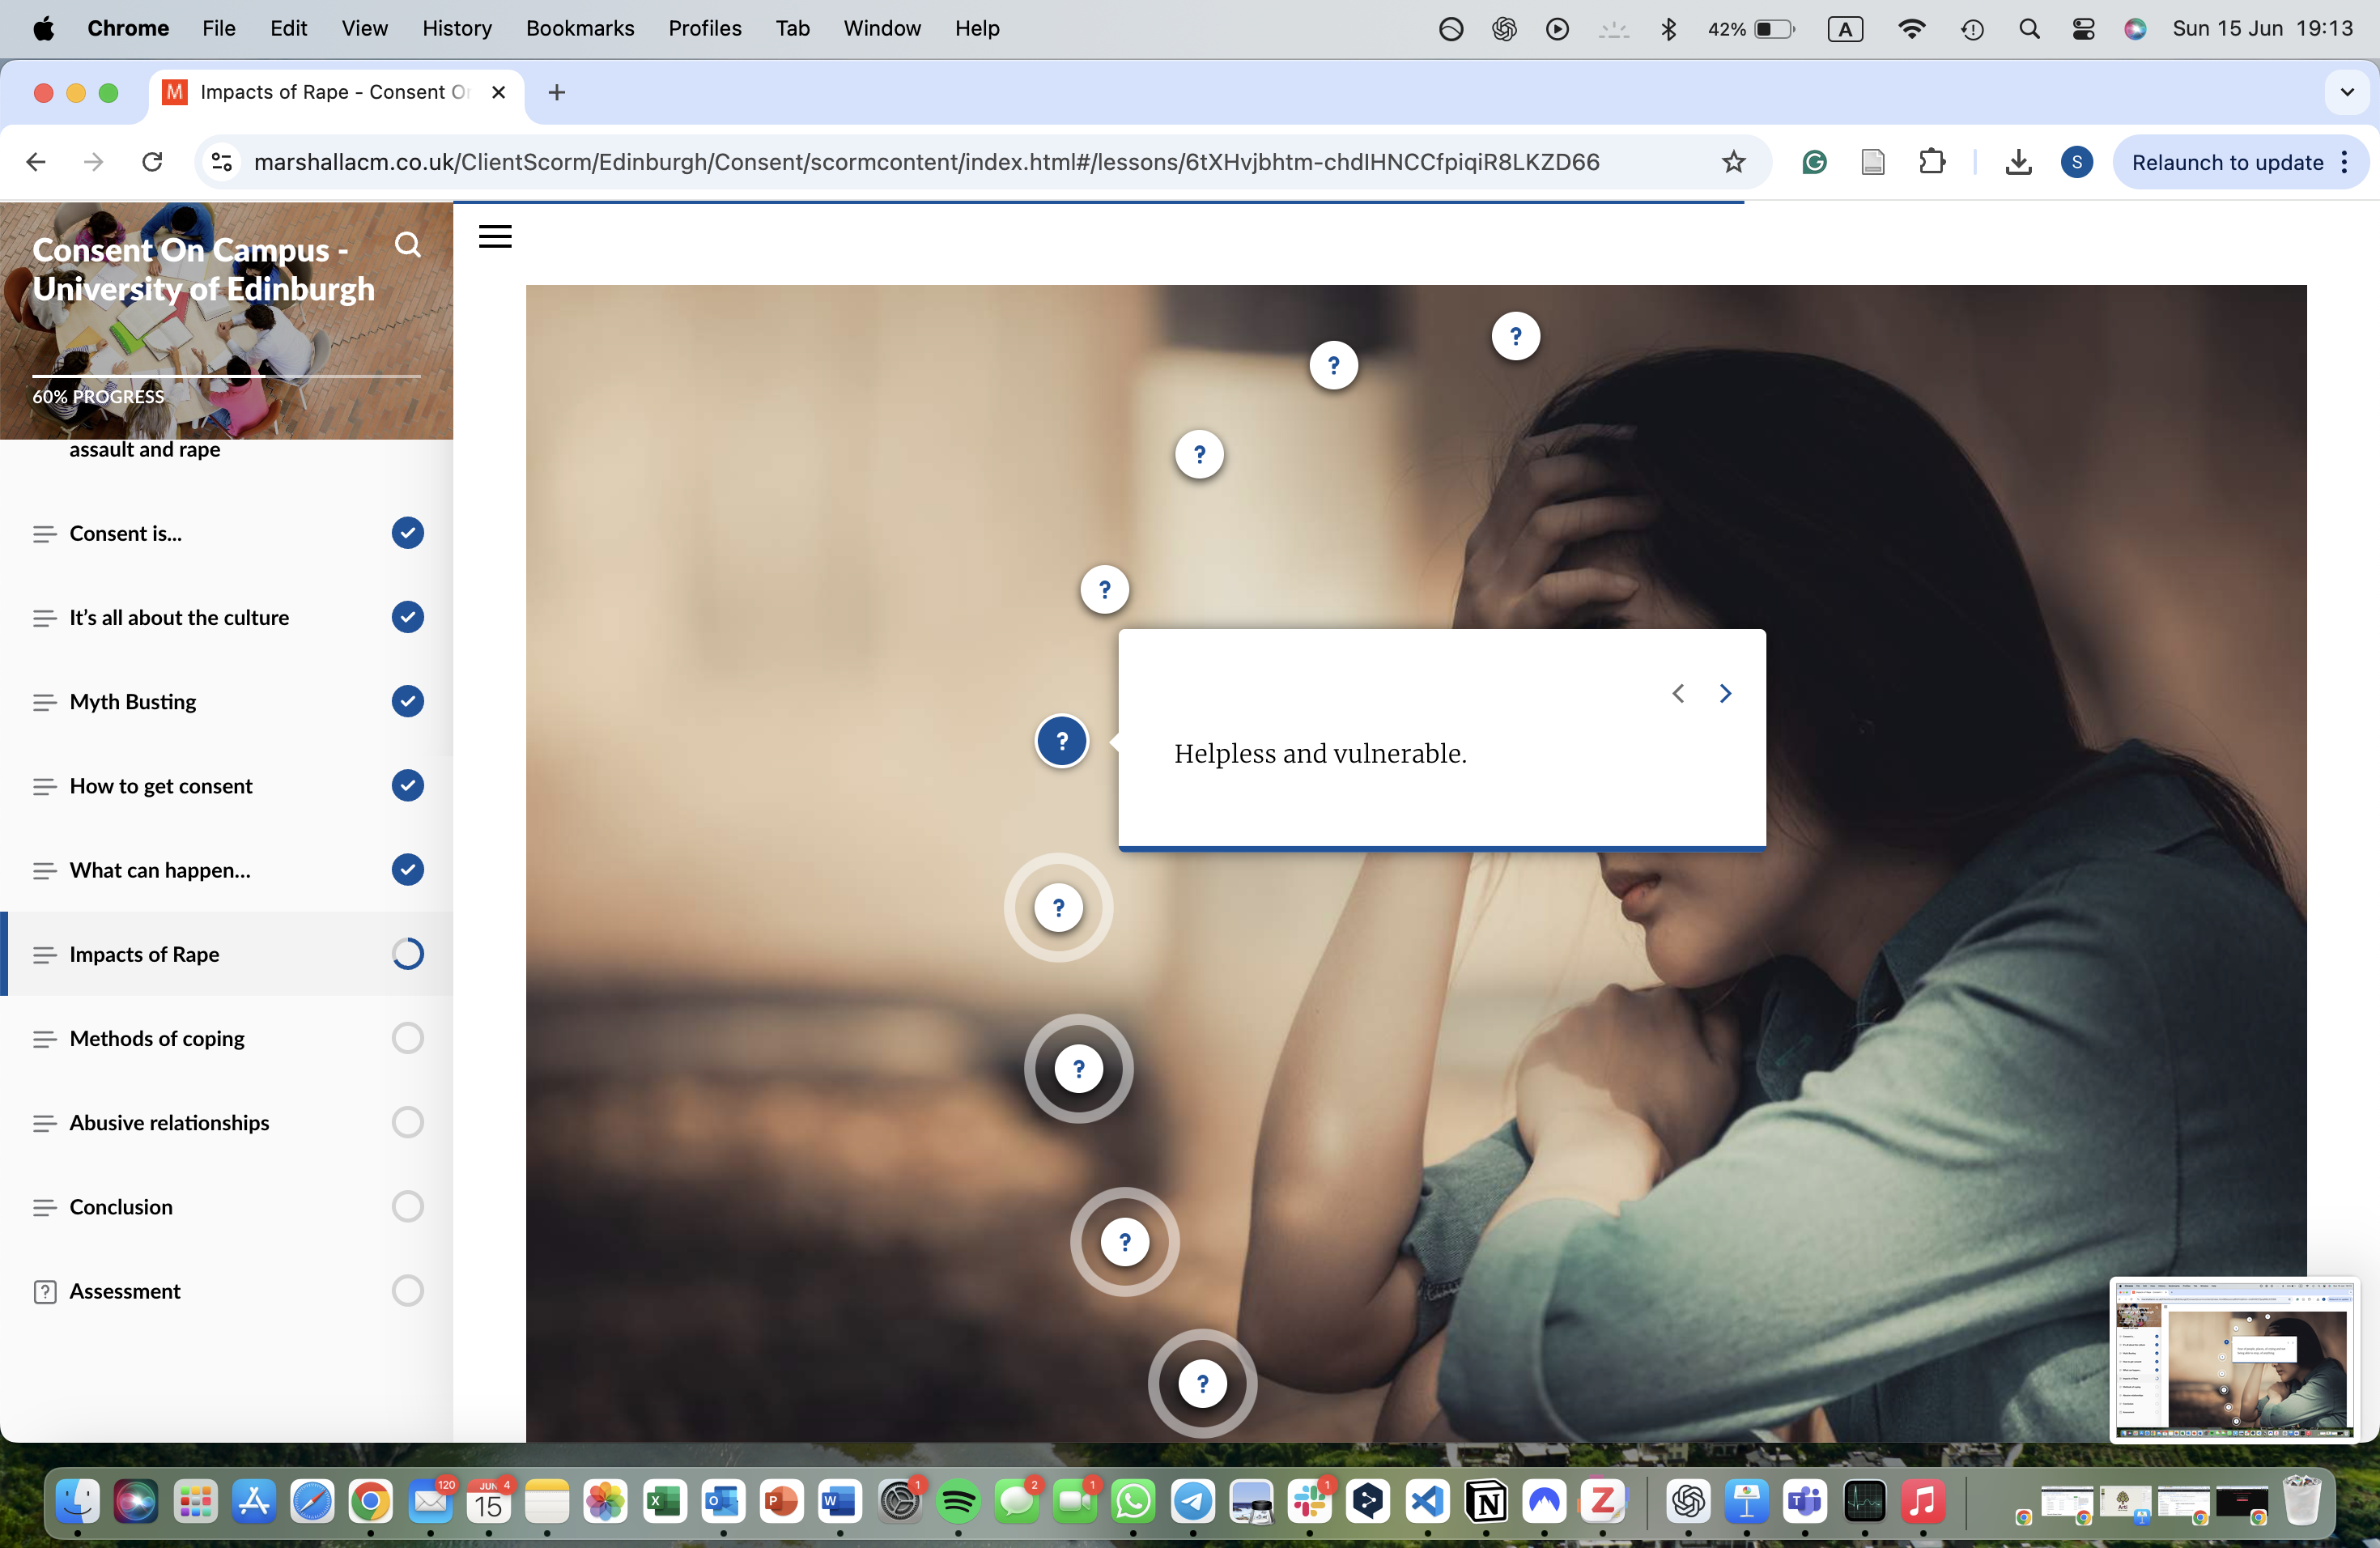 Chrome File Edit View History Bookmarks Profiles Tab Window Help 42% A Sun 15 Jun 19:13
M Impacts of Rape - Consent
marshallacm.co.uk/ClientScorm/Edinburgh/Consent/scormcontent/index.html#/lessons/6tXHvjbhtm-chdIHNCCfpiqiR8LKZD66 S Relaunch to update
Consent On Campus -
University of Edinburgh
60% PROGRESS
assault and rape
Consent is...
It's all about the culture
Myth Busting
How to get consent
What can happen...
Impacts of Rape
Methods of coping
Abusive relationships
Conclusion
Assessment
?
?
?
?
?
Helpless and vulnerable.
?
?
?
?
120 JUN 4 15 1 2 1 1